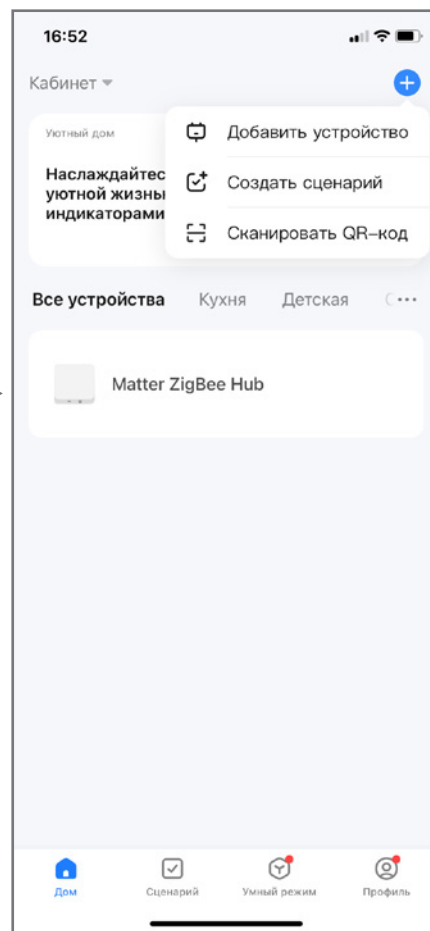 16:52
Кабинет
Уютный дом
Наслаждайтес
уютной жизнь
индикаторами
Добавить устройство
Создать сценарий
Сканировать QR–код
Все устройства Кухня Детская
Matter ZigBee Hub
Дом Сценарий Умный режим Профиль